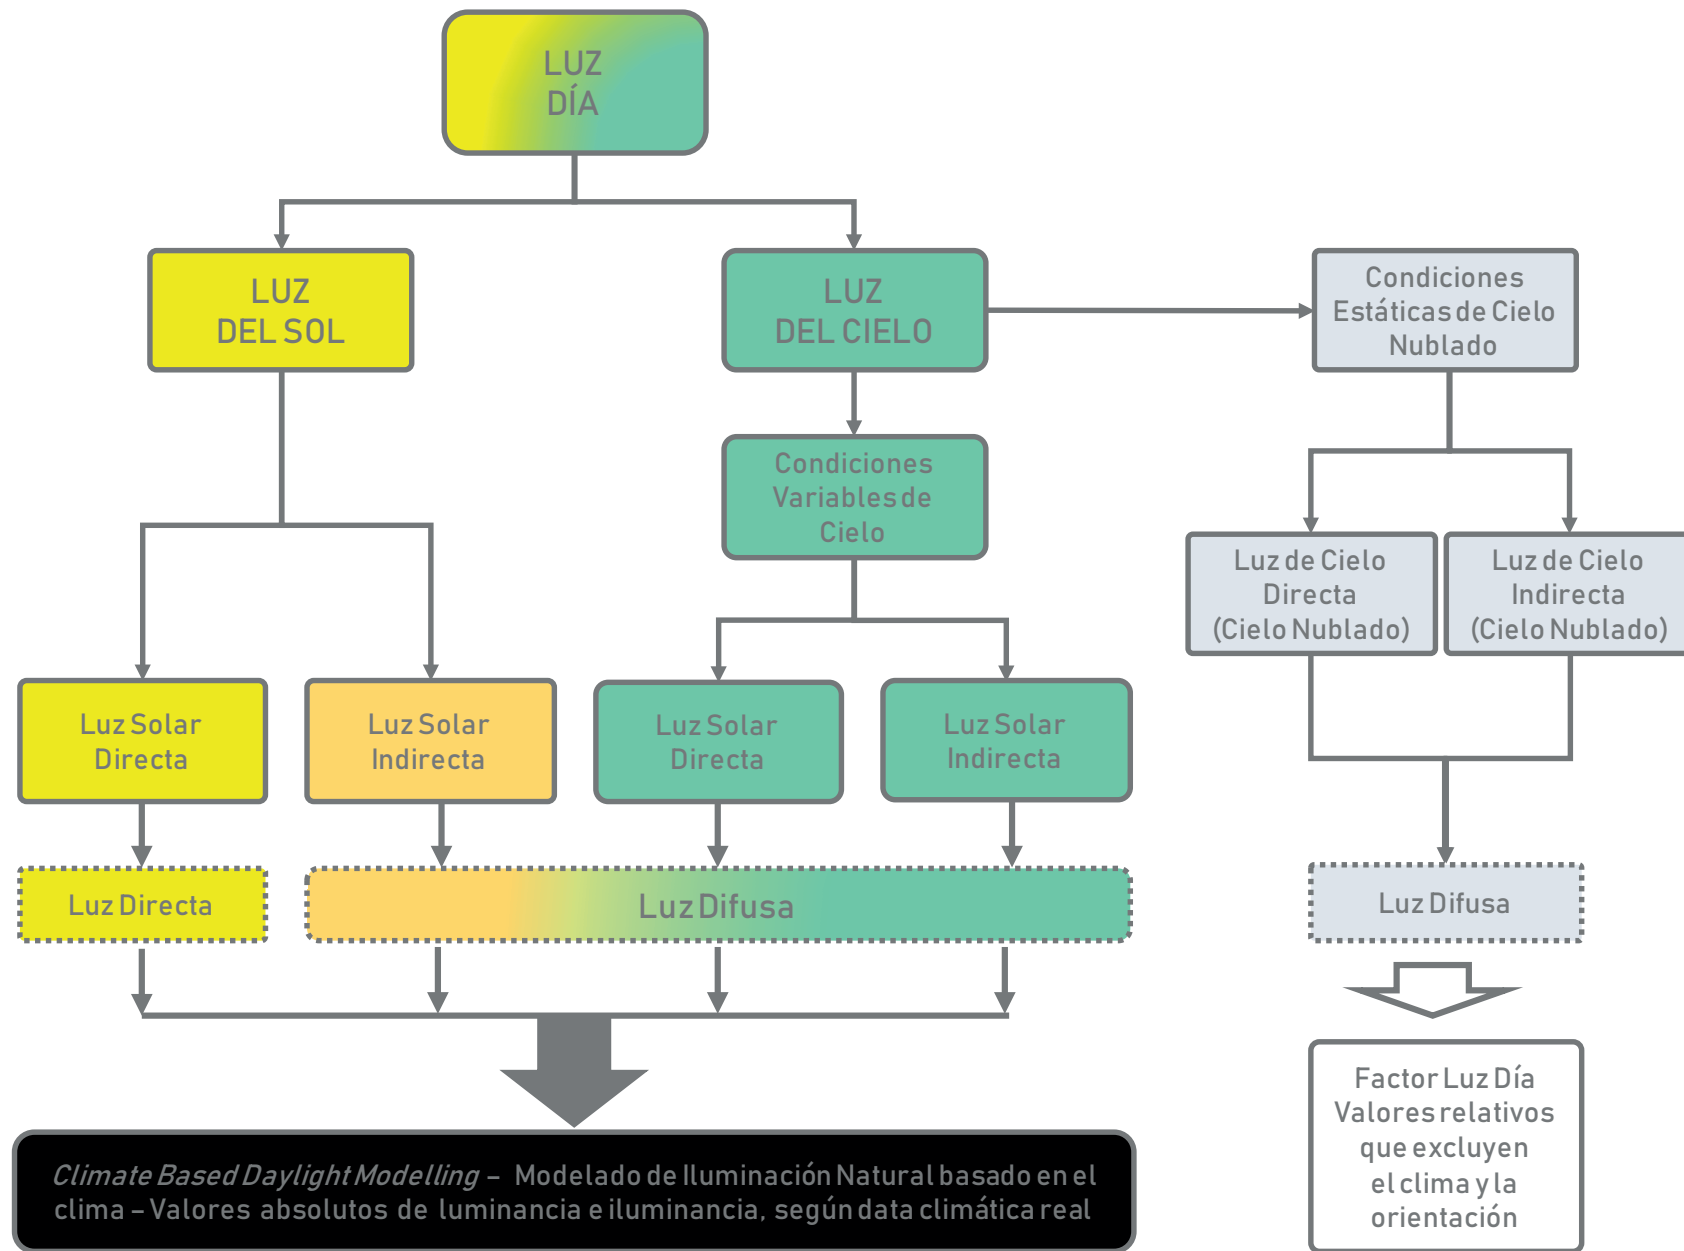 LUZ
DÍA
LUZ
DEL SOL
LUZ
DEL CIELO
Condiciones
Estáticas de Cielo
Nublado
Condiciones
Variables de
Cielo
Luz de Cielo
Directa
(Cielo Nublado)
Luz de Cielo
Indirecta
(Cielo Nublado)
Luz Solar
Directa
Luz Solar
Indirecta
Luz Solar
Directa
Luz Solar
Indirecta
Luz Directa
Luz Difusa
Luz Difusa
Factor Luz Día
Valores relativos
que excluyen
el clima y la
orientación
Climate Based Daylight Modelling – Modelado de Iluminación Natural basado en el
clima – Valores absolutos de luminancia e iluminancia, según data climática real